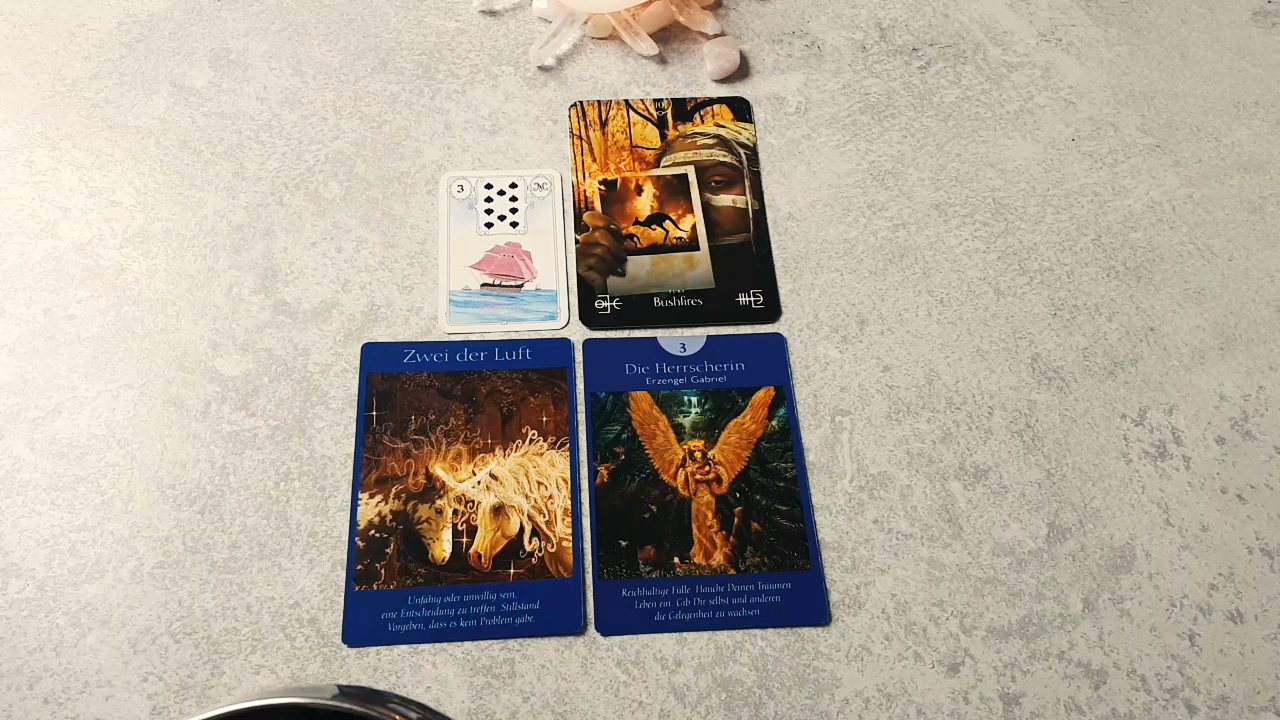 3
10
Bushfires
Zwei der Luft
Unfähig oder unwillig sein,
eine Entscheidung zu treffen. Stillstand
Vorgeben, dass es kein Problem gäbe.
3
Die Herrscherin
Erzengel Gabriel
Reichhaltige Fülle. Hauche Deinen Träumen
Leben ein. Gib Dir selbst und anderen
die Gelegenheit zu wachsen